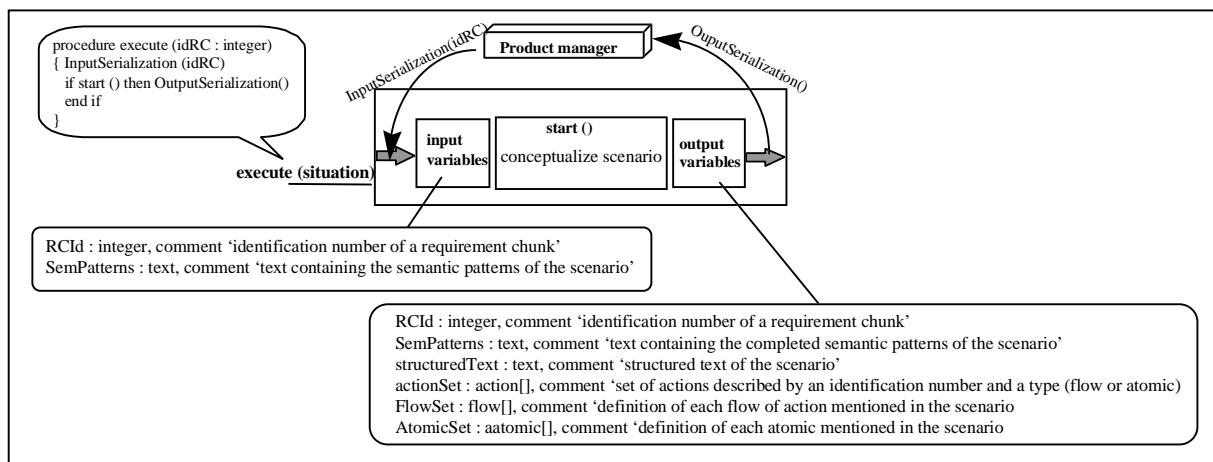 procedure execute (idRC : integer)
{ InputSerialization (idRC)
if start () then OutputSerialization()
end if
}
InputSerialization(idRC)
Product manager
OuputSerialization()
execute (situation)
input
variables
start ()
conceptualize scenario
output
variables
RCId : integer, comment ‘identification number of a requirement chunk’
SemPatterns : text, comment ‘text containing the semantic patterns of the scenario’
RCId : integer, comment ‘identification number of a requirement chunk’
SemPatterns : text, comment ‘text containing the completed semantic patterns of the scenario’
structuredText : text, comment ‘structured text of the scenario’
actionSet : action[], comment ‘set of actions described by an identification number and a type (flow or atomic)
FlowSet : flow[], comment ‘definition of each flow of action mentioned in the scenario
AtomicSet : aatomic[], comment ‘definition of each atomic mentioned in the scenario